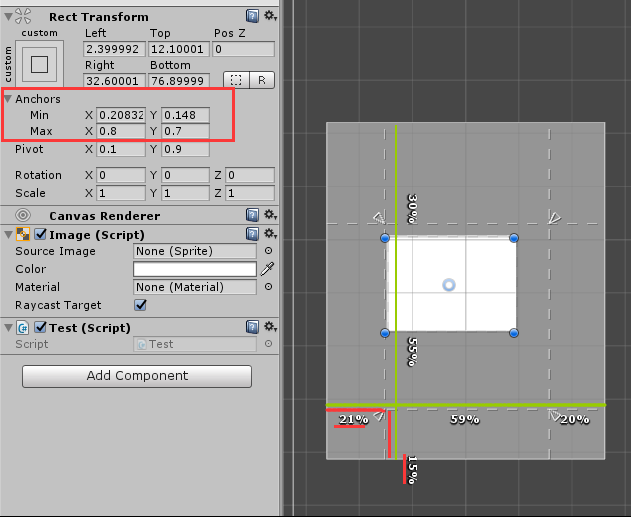 Rect Transform
custom
custom
Left Top Pos Z
2.399992 12.10001 0
Right Bottom
32.60001 76.89999 R
Anchors
Min X 0.20832 Y 0.148
Max X 0.8 Y 0.7
Pivot X 0.1 Y 0.9
Rotation X 0 Y 0 Z 0
Scale X 1 Y 1 Z 1
Canvas Renderer
Image (Script)
Source Image None (Sprite)
Color
Material None (Material)
Raycast Target
Test (Script)
Script Test
Add Component
30%
55%
21% 59% 20%
15%